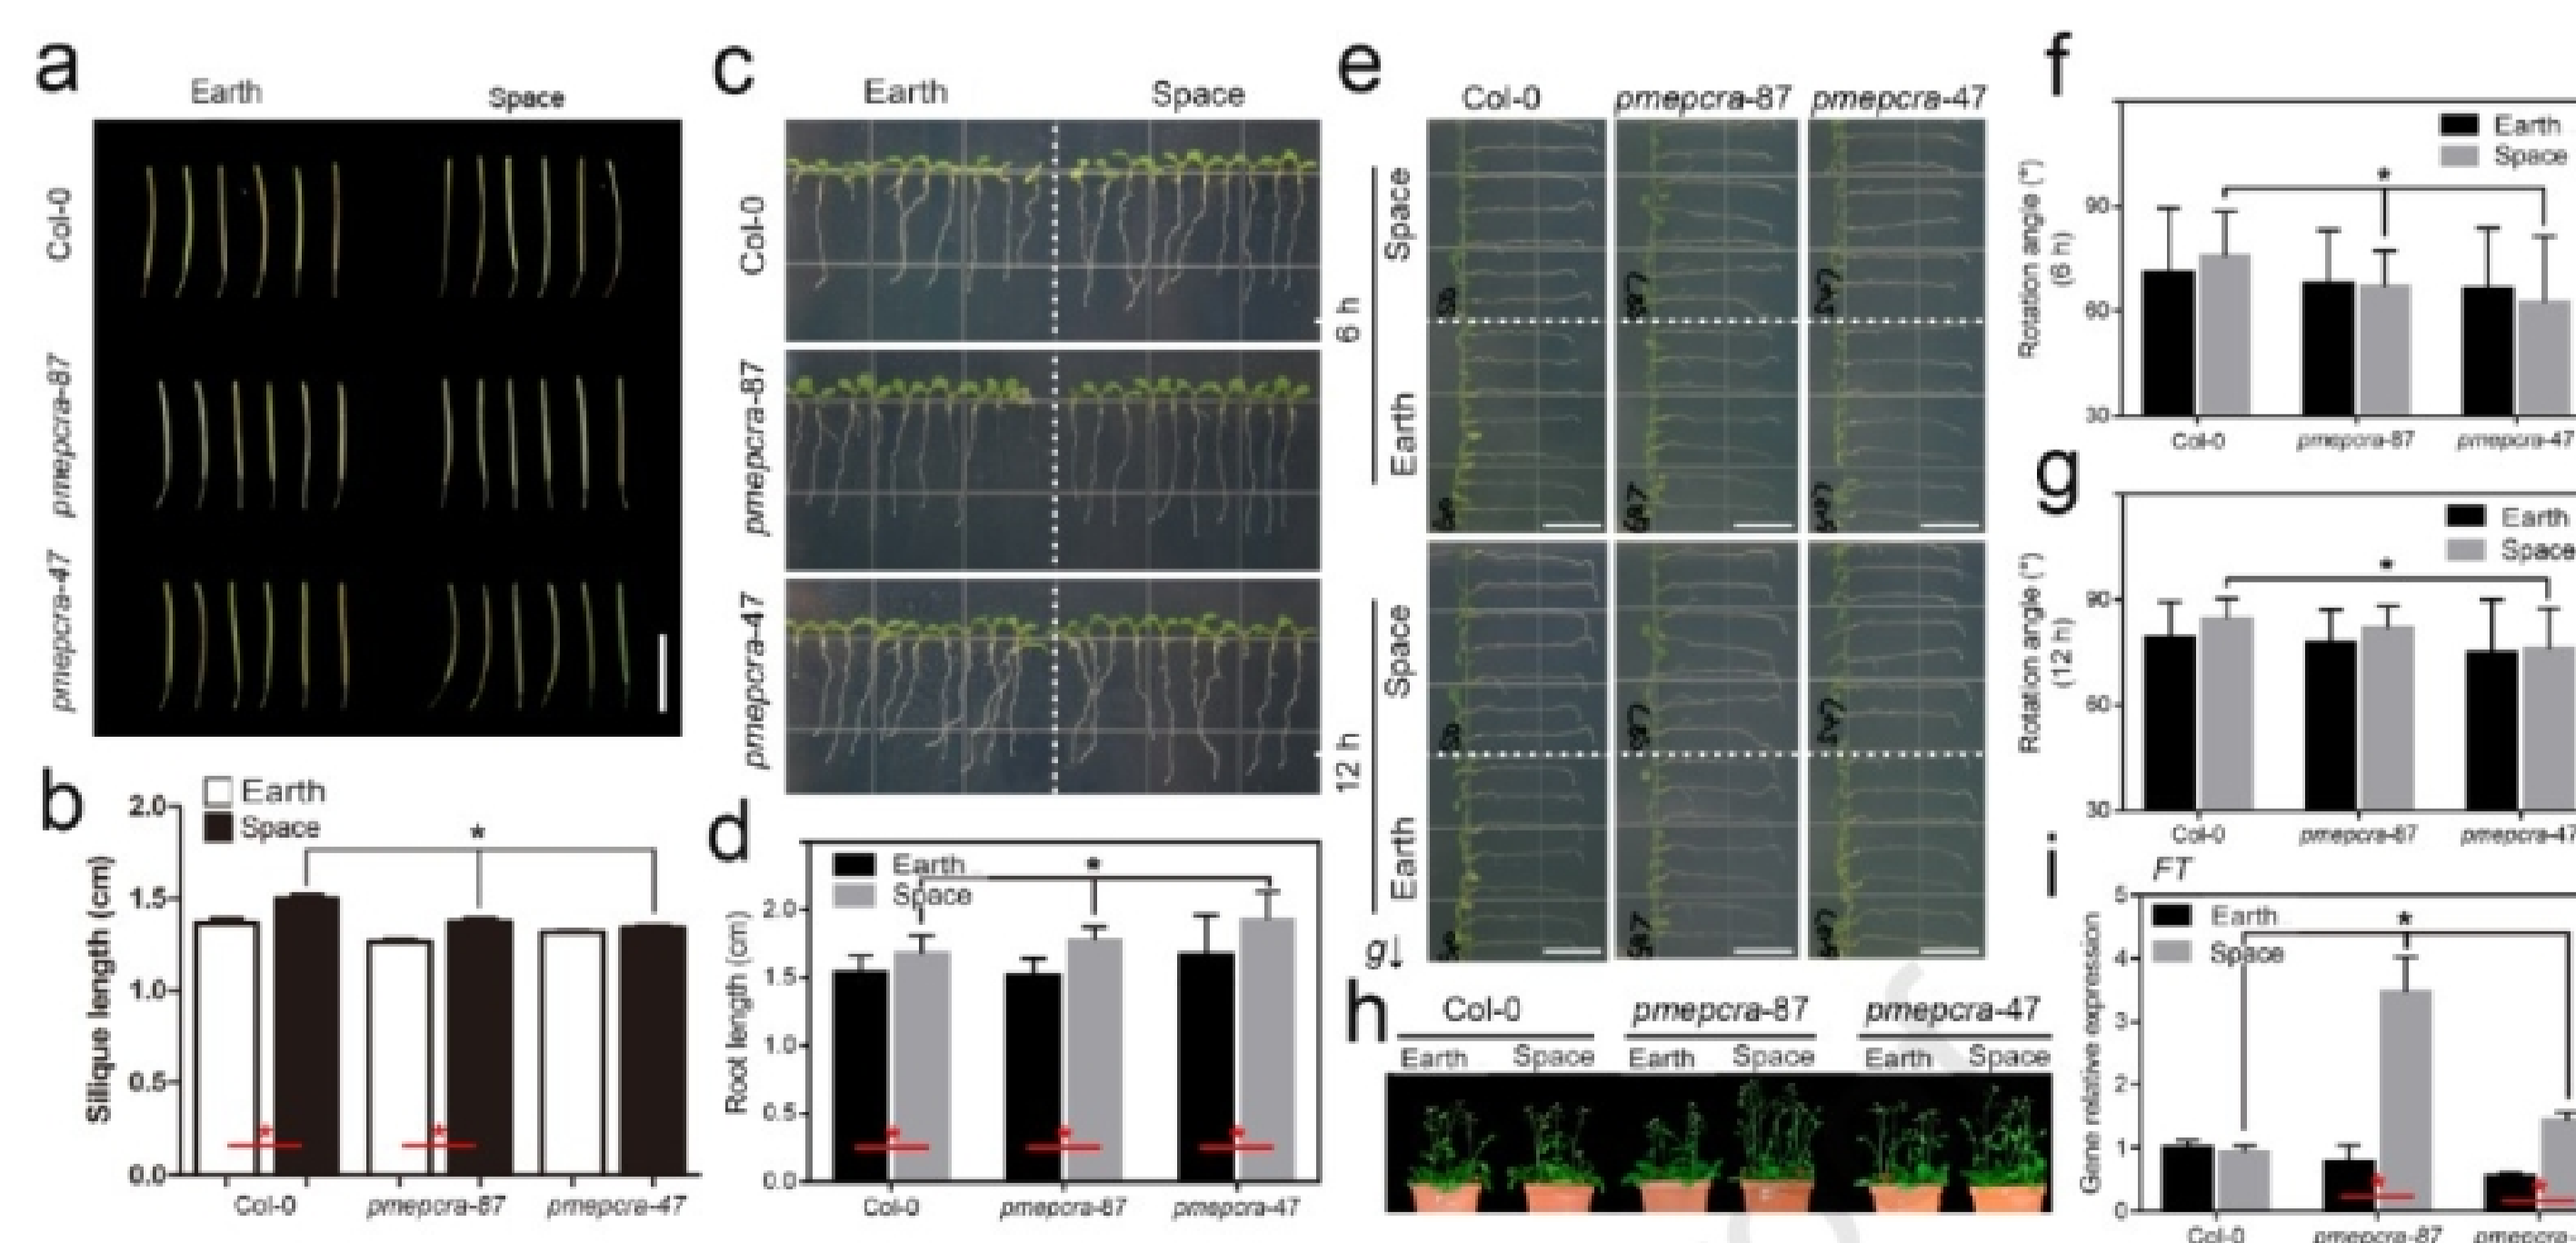 a
Earth Space
Col-0
pmepcra-87
pmepcra-47
b
Earth
Space
Silique length (cm)
2.0
1.5
1.0
0.5
0.0
*
* *
Col-0 pmepcra-87 pmepcra-47
c
Earth Space
Col-0
pmepcra-87
pmepcra-47
d
Earth
Space
Root length (cm)
2.0
1.5
1.0
0.5
0.0
*
* * *
Col-0 pmepcra-87 pmepcra-47
e
Col-0 pmepcra-87 pmepcra-47
6 h
Space
Earth
12 h
Space
Earth
g↓
S87 S47
S87 S47
f
Earth
Space
Rotation angle (°)
(6 h)
90
60
30
*
Col-0 pmepcra-87 pmepcra-47
g
Earth
Space
Rotation angle (°)
(12 h)
90
60
30
*
Col-0 pmepcra-87 pmepcra-47
h
Col-0 pmepcra-87 pmepcra-47
Earth Space Earth Space Earth Space
i
FT
Earth
Space
Gene relative expression
5
4
3
2
1
0
*
* *
Col-0 pmepcra-87 pmepcra-